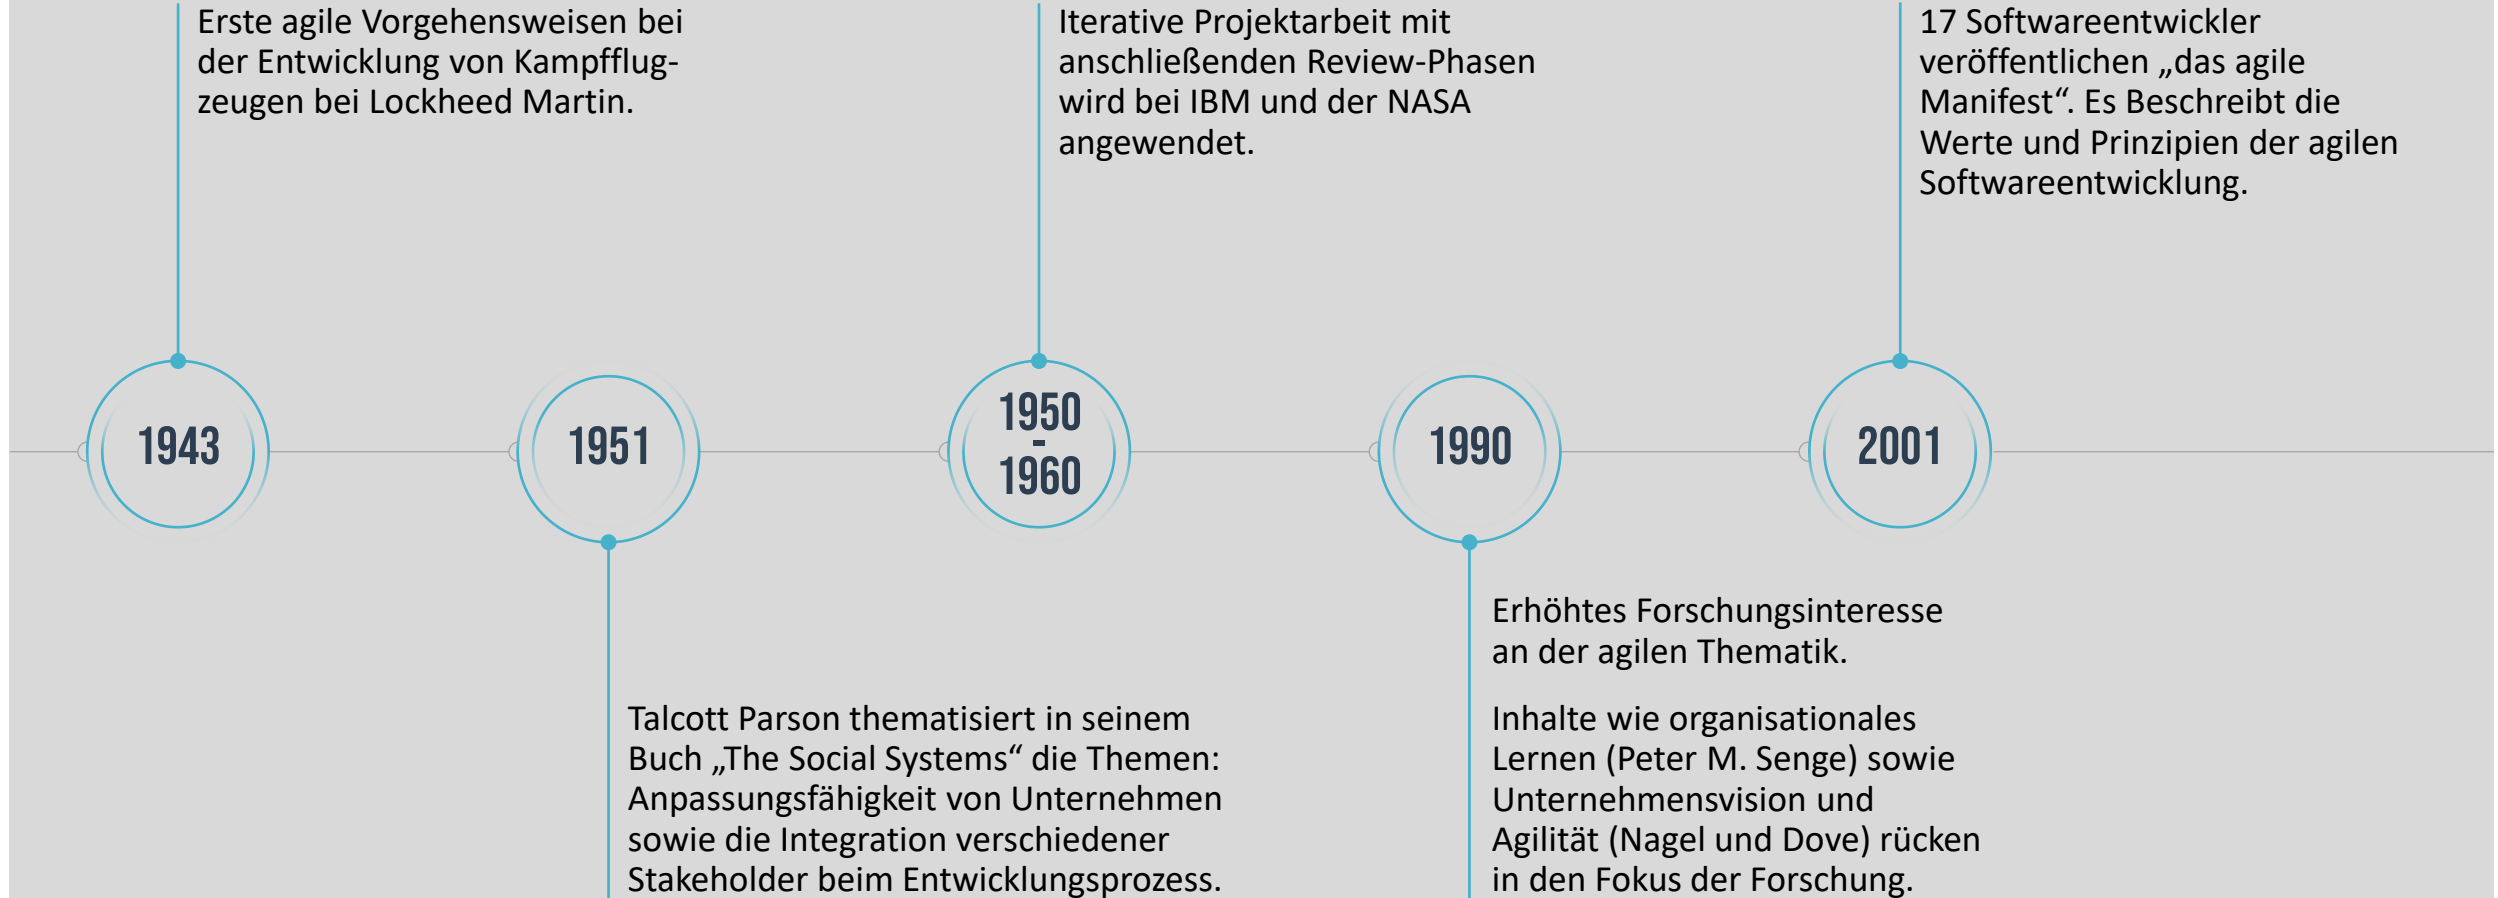 Erste agile Vorgehensweisen bei
der Entwicklung von Kampfflug-
zeugen bei Lockheed Martin.
Iterative Projektarbeit mit
anschließenden Review-Phasen
wird bei IBM und der NASA
angewendet.
17 Softwareentwickler
veröffentlichen „das agile
Manifest“. Es Beschreibt die
Werte und Prinzipien der agilen
Softwareentwicklung.
1943
1951
1950
-
1960
1990
2001
Talcott Parson thematisiert in seinem
Buch „The Social Systems“ die Themen:
Anpassungsfähigkeit von Unternehmen
sowie die Integration verschiedener
Stakeholder beim Entwicklungsprozess.
Erhöhtes Forschungsinteresse
an der agilen Thematik.
Inhalte wie organisationales
Lernen (Peter M. Senge) sowie
Unternehmensvision und
Agilität (Nagel und Dove) rücken
in den Fokus der Forschung.